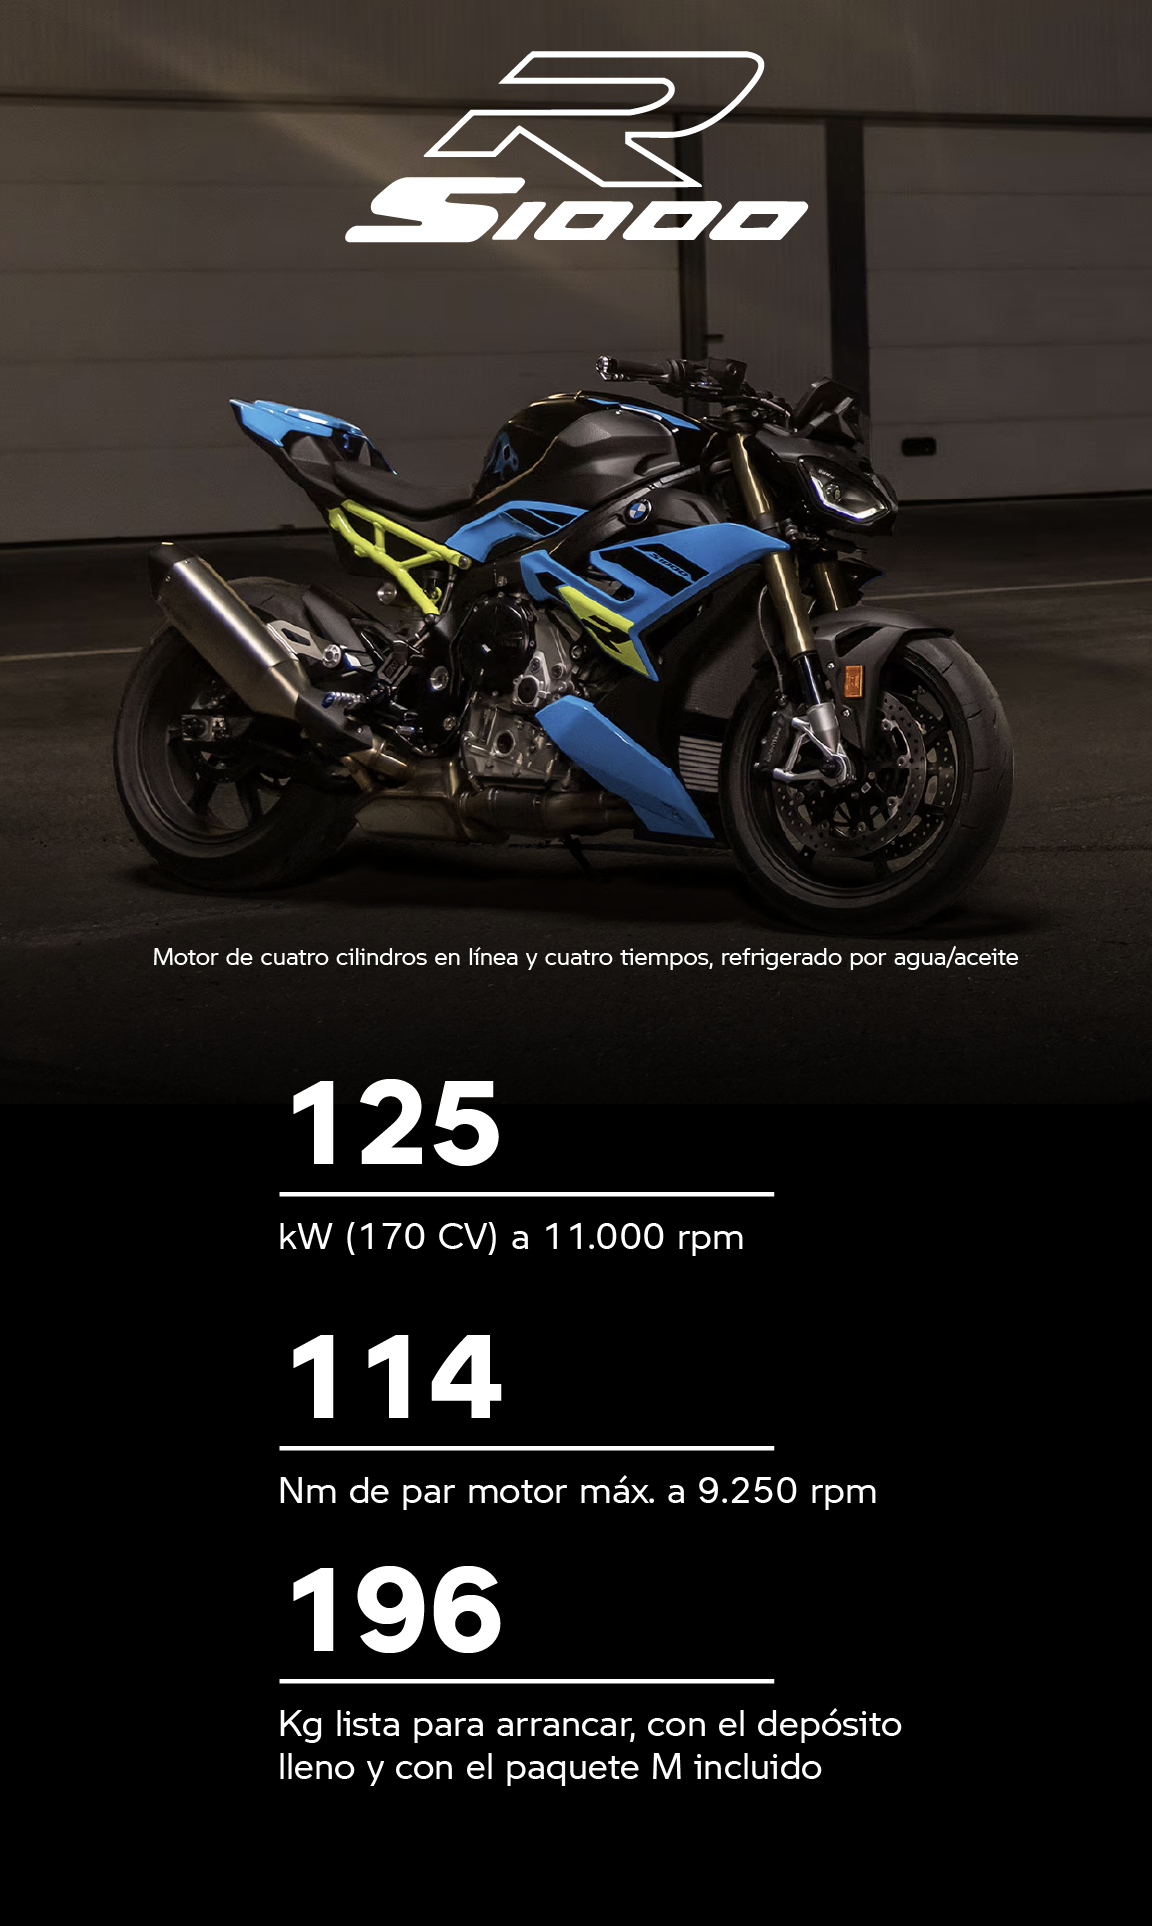 R
S1000
S1000
R
Motor de cuatro cilindros en línea y cuatro tiempos, refrigerado por agua/aceite
125
kW (170 CV) a 11.000 rpm
114
Nm de par motor máx. a 9.250 rpm
196
Kg lista para arrancar, con el depósito
lleno y con el paquete M incluido